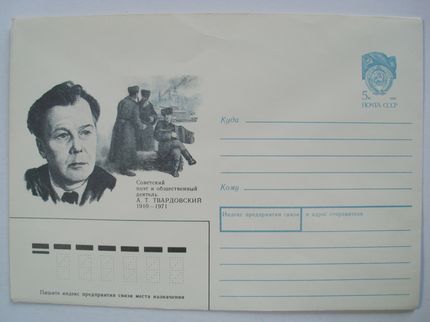 5к
ПОЧТА СССР
Куда
Советский
поэт и общественный
деятель
А. Т. ТВАРДОВСКИЙ
1910—1971
Кому
Индекс предприятия связи и адрес отправителя
Пишите индекс предприятия связи места назначения